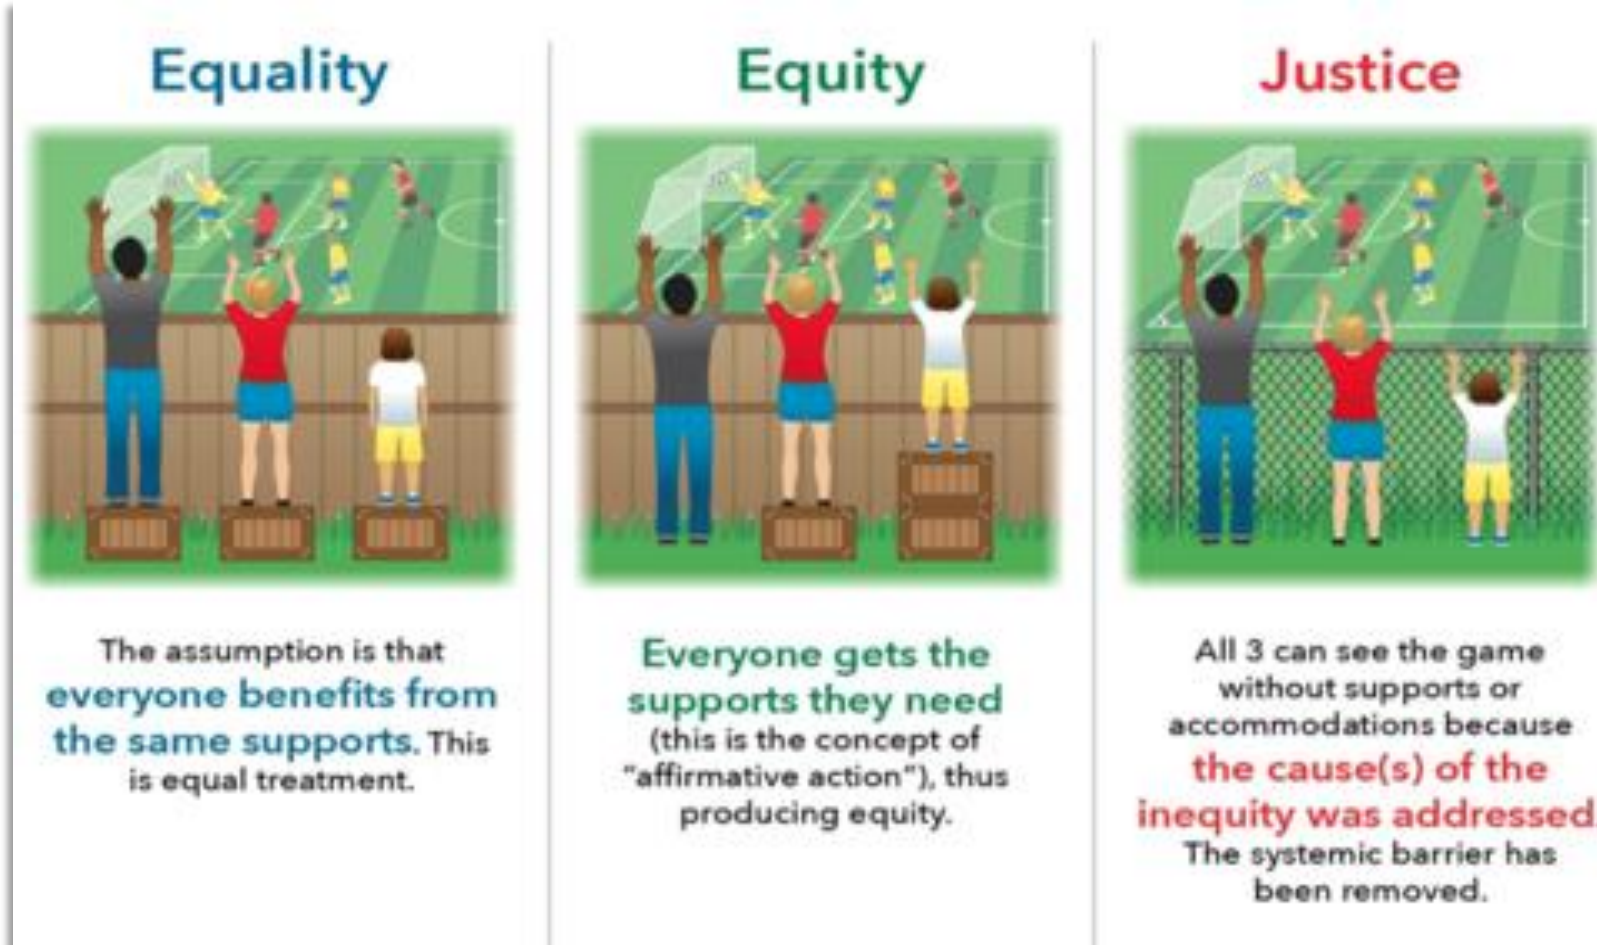 Equality
The assumption is that
everyone benefits from
the same supports. This
is equal treatment.
Equity
Everyone gets the
supports they need
(this is the concept of
"affirmative action"), thus
producing equity.
Justice
All 3 can see the game
without supports or
accommodations because
the cause(s) of the
inequity was addressed.
The systemic barrier has
been removed.